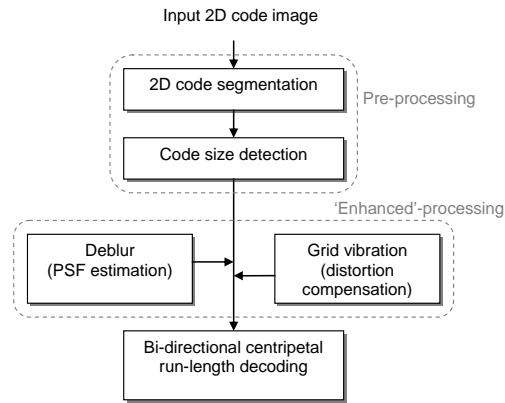 Input 2D code image
2D code segmentation
Pre-processing
Code size detection
‘Enhanced’-processing
Deblur
(PSF estimation)
Grid vibration
(distortion
compensation)
Bi-directional centripetal
run-length decoding